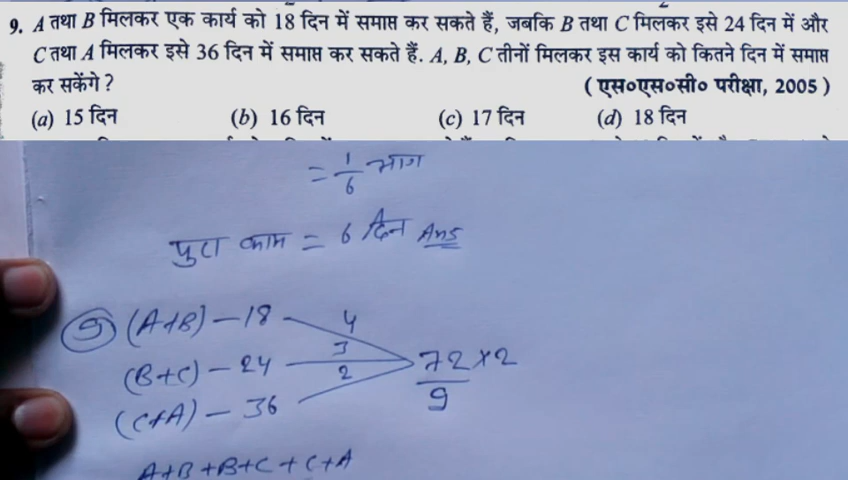 9. A तथा B मिलकर एक कार्य को 18 दिन में समाप्त कर सकते हैं, जबकि B तथा C मिलकर इसे 24 दिन में और
C तथा A मिलकर इसे 36 दिन में समाप्त कर सकते हैं. A, B, C तीनों मिलकर इस कार्य को कितने दिन में समाप्त
कर सकेंगे ? ( एस०एस०सी० परीक्षा, 2005 )
(a) 15 दिन (b) 16 दिन (c) 17 दिन (d) 18 दिन
= 1/6 भाग
पुरा काम = 6 दिन Ans
9 (A+B) - 18 4
(B+C) - 24 3 72×2/9
(C+A) - 36 2
A+B+B+C+C+A